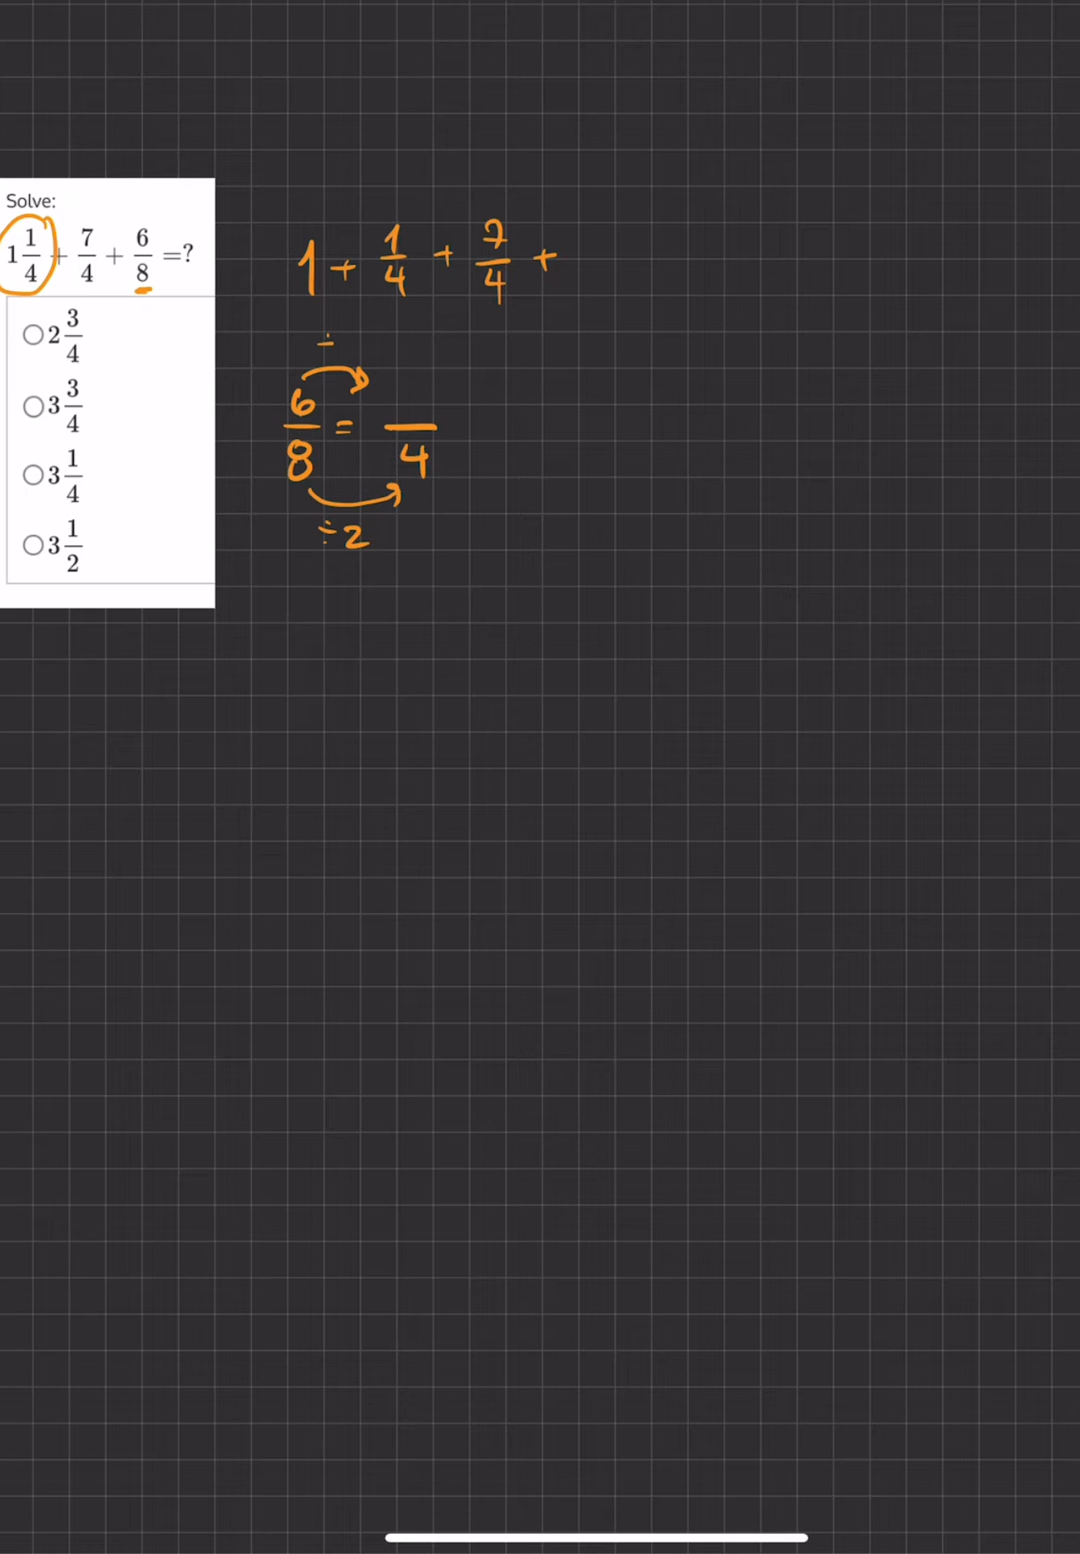 Solve:
1 1/4 + 7/4 + 6/8 =?
2 3/4
3 3/4
3 1/4
3 1/2
1 + 1/4 + 7/4 +
÷
6/8 = /4
÷2